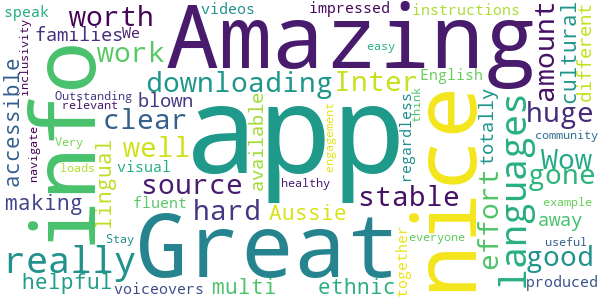 speak
videos
impressed
instructions
worth
families
We
work
Amazing
amount
cultural
different
inclusivity
easy
English
downloading
Inter
accessible
info
Outstanding
relevant
blown
clear
available
app
regardless
think
nice
totally
languages
huge
community
navigate
Very
well
engagement
Wow
gone
loads
lingual
visual
source
healthy
stable
effort
making
fluent
hard
Aussie
away
example
Stay
Great
together
everyone
good
useful
really
helpful
voiceovers
multi
ethnic
produced